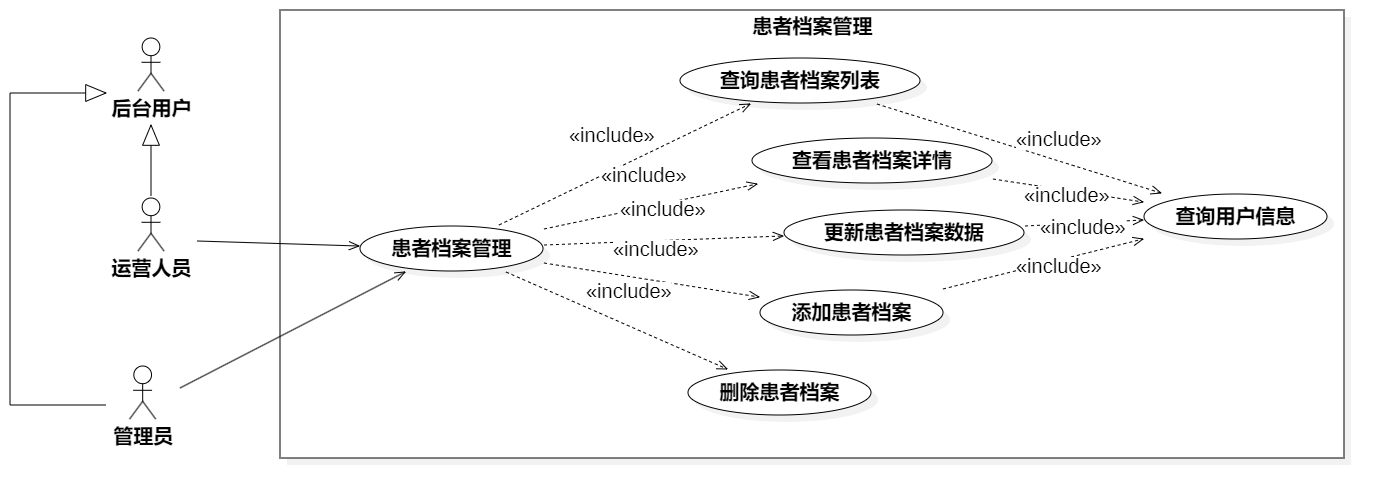 患者档案管理
后台用户
运营人员
管理员
患者档案管理
«include»
«include»
«include»
«include»
«include»
查询患者档案列表
查看患者档案详情
更新患者档案数据
添加患者档案
删除患者档案
«include»
«include»
«include»
«include»
查询用户信息